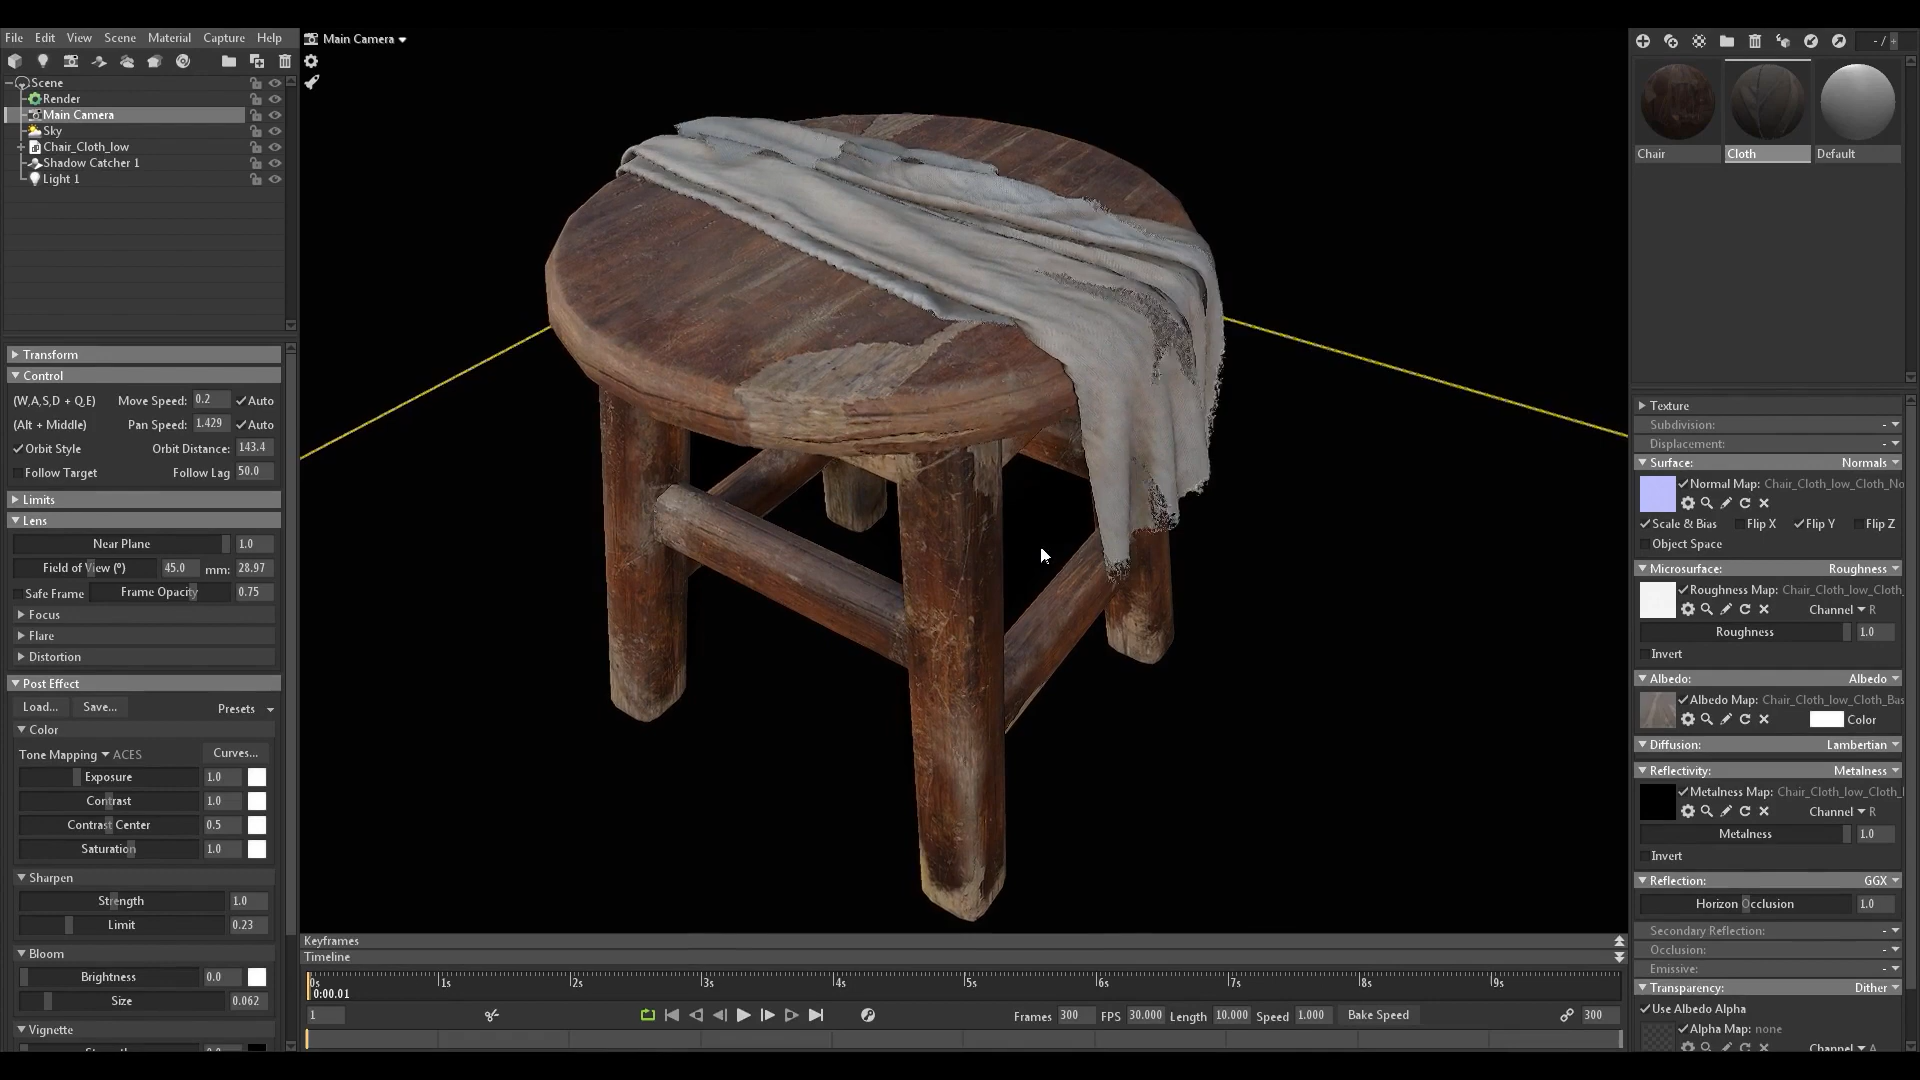 File Edit View Scene Material Capture Help
Main Camera
Scene
Render
Main Camera
Sky
Chair_Cloth_low
Shadow Catcher 1
Light 1
Transform
Control
(W,A,S,D + Q,E) Move Speed: 0.2 Auto
(Alt + Middle) Pan Speed: 1.429 Auto
Orbit Style Orbit Distance: 143.4
Follow Target Follow Lag 50.0
Limits
Lens
Near Plane 1.0
Field of View (º) 45.0 mm: 28.97
Safe Frame Frame Opacity 0.75
Focus
Flare
Distortion
Post Effect
Load... Save... Presets
Color
Tone Mapping ACES Curves...
Exposure 1.0
Contrast 1.0
Contrast Center 0.5
Saturation 1.0
Sharpen
Strength 1.0
Limit 0.23
Bloom
Brightness 0.0
Size 0.062
Vignette
Keyframes
Timeline
0s 1s 2s 3s 4s 5s 6s 7s 8s 9s
0:00.01
1 Frames 300 FPS 30.000 Length 10.000 Speed 1.000 Bake Speed 300
- / +
Chair Cloth Default
Texture
Subdivision: -
Displacement: -
Surface: Normals
Normal Map: Chair_Cloth_low_Cloth_No
Scale & Bias Flip X Flip Y Flip Z
Object Space
Microsurface: Roughness
Roughness Map: Chair_Cloth_low_Cloth_
Channel R
Roughness 1.0
Invert
Albedo: Albedo
Albedo Map: Chair_Cloth_low_Cloth_Bas
Color
Diffusion: Lambertian
Reflectivity: Metalness
Metalness Map: Chair_Cloth_low_Cloth_
Channel R
Metalness 1.0
Invert
Reflection: GGX
Horizon Occlusion 1.0
Secondary Reflection: -
Occlusion: -
Emissive: -
Transparency: Dither
Use Albedo Alpha
Alpha Map: none
Channel A